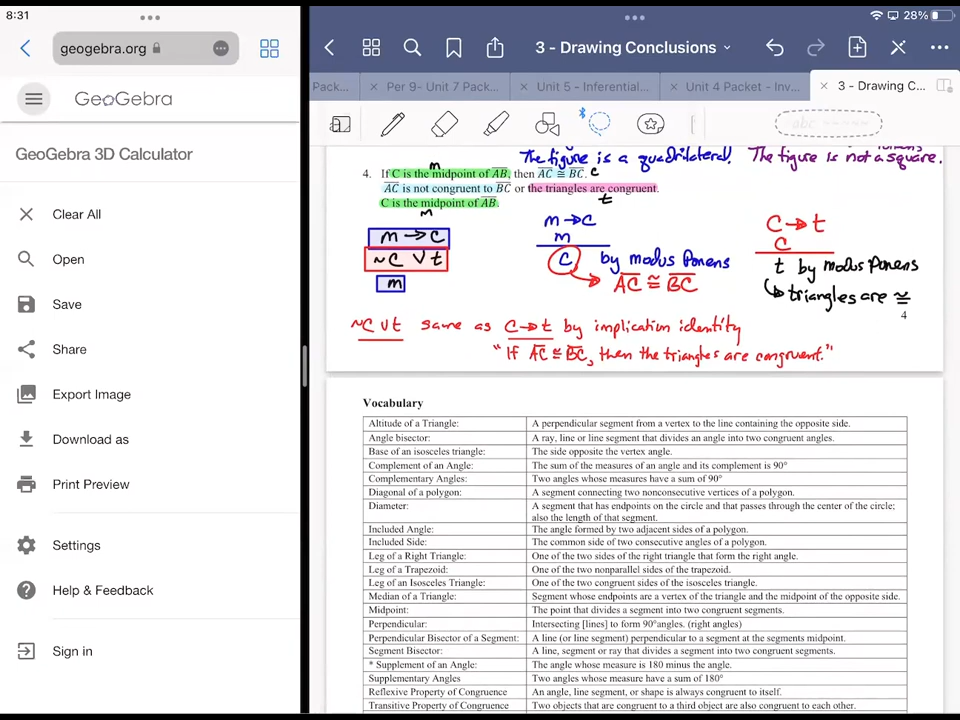 8:31
28%
geogebra.org
GeoGebra
GeoGebra 3D Calculator
Clear All
Open
Save
Share
Export Image
Download as
Print Preview
Settings
Help & Feedback
Sign in
3 - Drawing Conclusions
Pack...
Per 9- Unit 7 Pack...
Unit 5 - Inferential...
Unit 4 Packet - Inv...
3 - Drawing C...
abc
The figure is a quadrilateral! The figure is not a square.
m
4. If C is the midpoint of AB, then AC ≅ BC. c
AC is not congruent to BC or the triangles are congruent.
t
C is the midpoint of AB.
m
m → C
~C ∨ t
m
m → C
m
C by modus Ponens
AC ≅ BC
C → t
C
t by modus Ponens
triangles are ≅
4
~C ∨ t same as C → t by implication identity
"If AC ≅ BC, then the triangles are congruent."
Vocabulary
Altitude of a Triangle: A perpendicular segment from a vertex to the line containing the opposite side.
Angle bisector: A ray, line or line segment that divides an angle into two congruent angles.
Base of an isosceles triangle: The side opposite the vertex angle.
Complement of an Angle: The sum of the measures of an angle and its complement is 90°
Complementary Angles: Two angles whose measures have a sum of 90°
Diagonal of a polygon: A segment connecting two nonconsecutive vertices of a polygon.
Diameter: A segment that has endpoints on the circle and that passes through the center of the circle;
also the length of that segment.
Included Angle: The angle formed by two adjacent sides of a polygon.
Included Side: The common side of two consecutive angles of a polygon.
Leg of a Right Triangle: One of the two sides of the right triangle that form the right angle.
Leg of a Trapezoid: One of the two nonparallel sides of the trapezoid.
Leg of an Isosceles Triangle: One of the two congruent sides of the isosceles triangle.
Median of a Triangle: Segment whose endpoints are a vertex of the triangle and the midpoint of the opposite side.
Midpoint: The point that divides a segment into two congruent segments.
Perpendicular: Intersecting [lines] to form 90°angles. (right angles)
Perpendicular Bisector of a Segment: A line (or line segment) perpendicular to a segment at the segments midpoint.
Segment Bisector: A line, segment or ray that divides a segment into two congruent segments.
* Supplement of an Angle: The angle whose measure is 180 minus the angle.
Supplementary Angles Two angles whose measure have a sum of 180°
Reflexive Property of Congruence An angle, line segment, or shape is always congruent to itself.
Transitive Property of Congruence Two objects that are congruent to a third object are also congruent to each other.